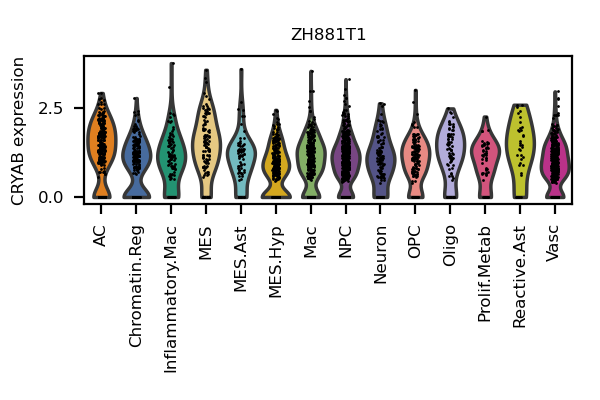 ZH881T1
CRYAB expression
2.5
0.0
AC
Chromatin.Reg
Inflammatory.Mac
MES
MES.Ast
MES.Hyp
Mac
NPC
Neuron
OPC
Oligo
Prolif.Metab
Reactive.Ast
Vasc